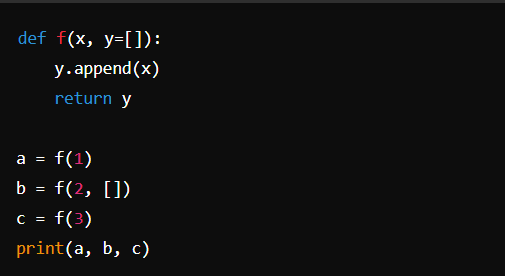 def f(x, y=[]):
    y.append(x)
    return y

a = f(1)
b = f(2, [])
c = f(3)
print(a, b, c)